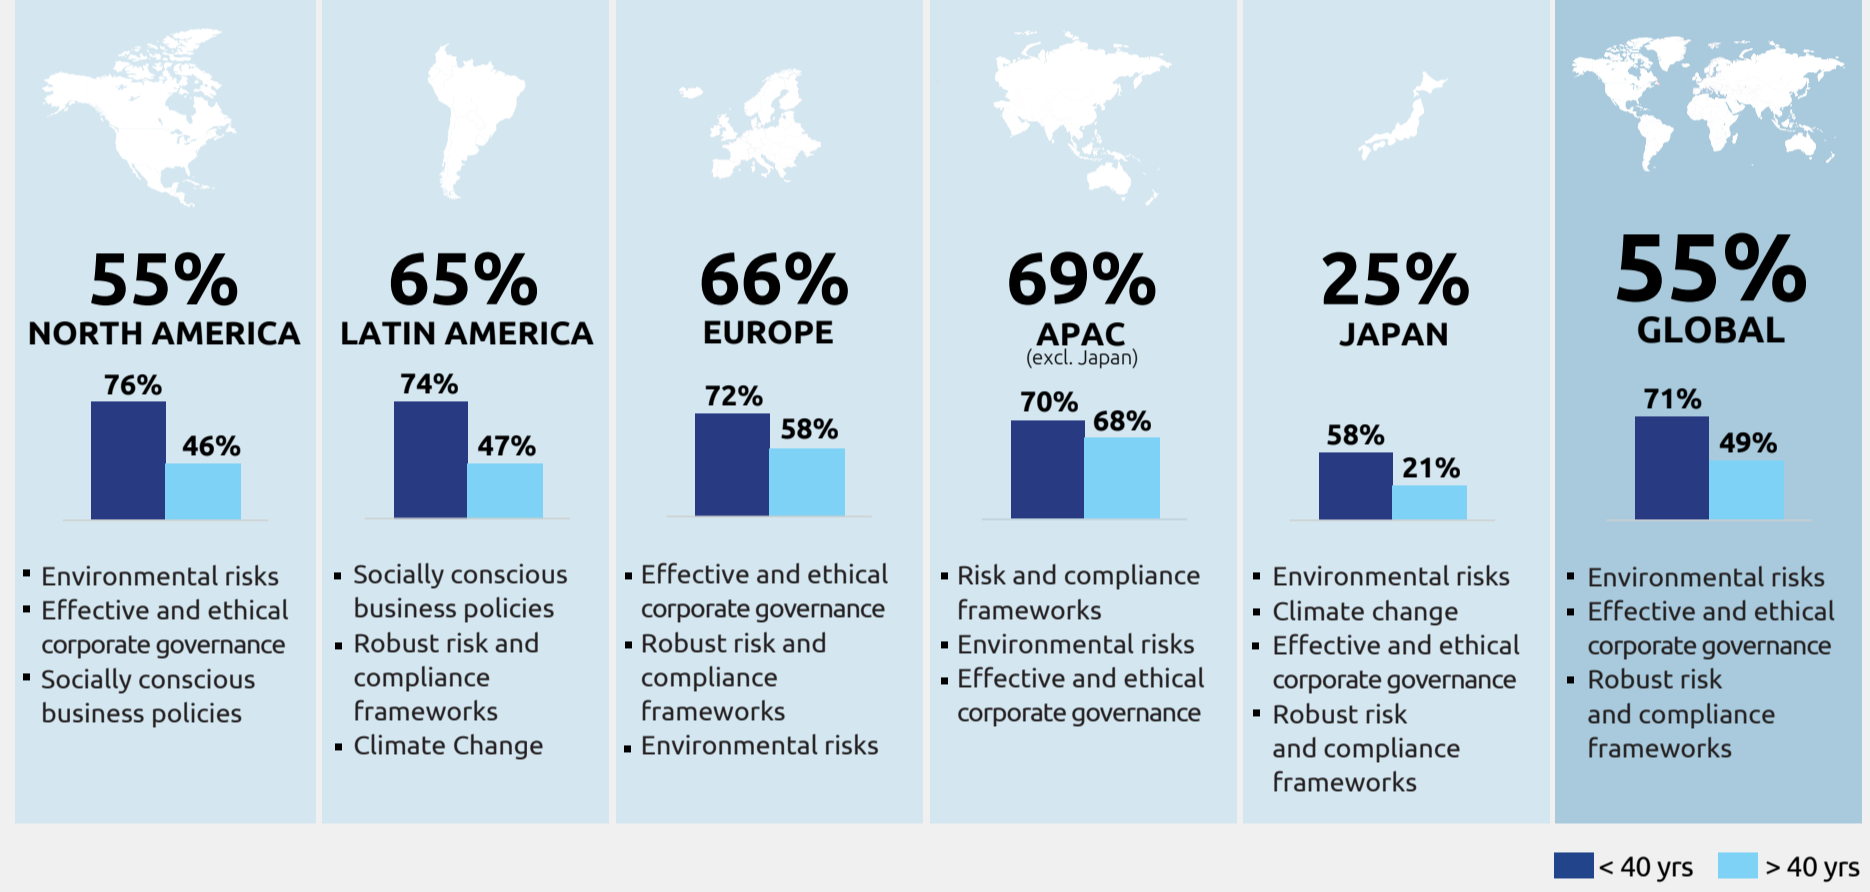 55%
NORTH AMERICA
76%
46%
▪ Environmental risks
▪ Effective and ethical
corporate governance
▪ Socially conscious
business policies
65%
LATIN AMERICA
74%
47%
▪ Socially conscious
business policies
▪ Robust risk and
compliance
frameworks
▪ Climate Change
66%
EUROPE
72%
58%
▪ Effective and ethical
corporate governance
▪ Robust risk and
compliance
frameworks
▪ Environmental risks
69%
APAC
(excl. Japan)
70%
68%
▪ Risk and compliance
frameworks
▪ Environmental risks
▪ Effective and ethical
corporate governance
25%
JAPAN
58%
21%
▪ Environmental risks
▪ Climate change
▪ Effective and ethical
corporate governance
▪ Robust risk
and compliance
frameworks
55%
GLOBAL
71%
49%
▪ Environmental risks
▪ Effective and ethical
corporate governance
▪ Robust risk
and compliance
frameworks
< 40 yrs
> 40 yrs